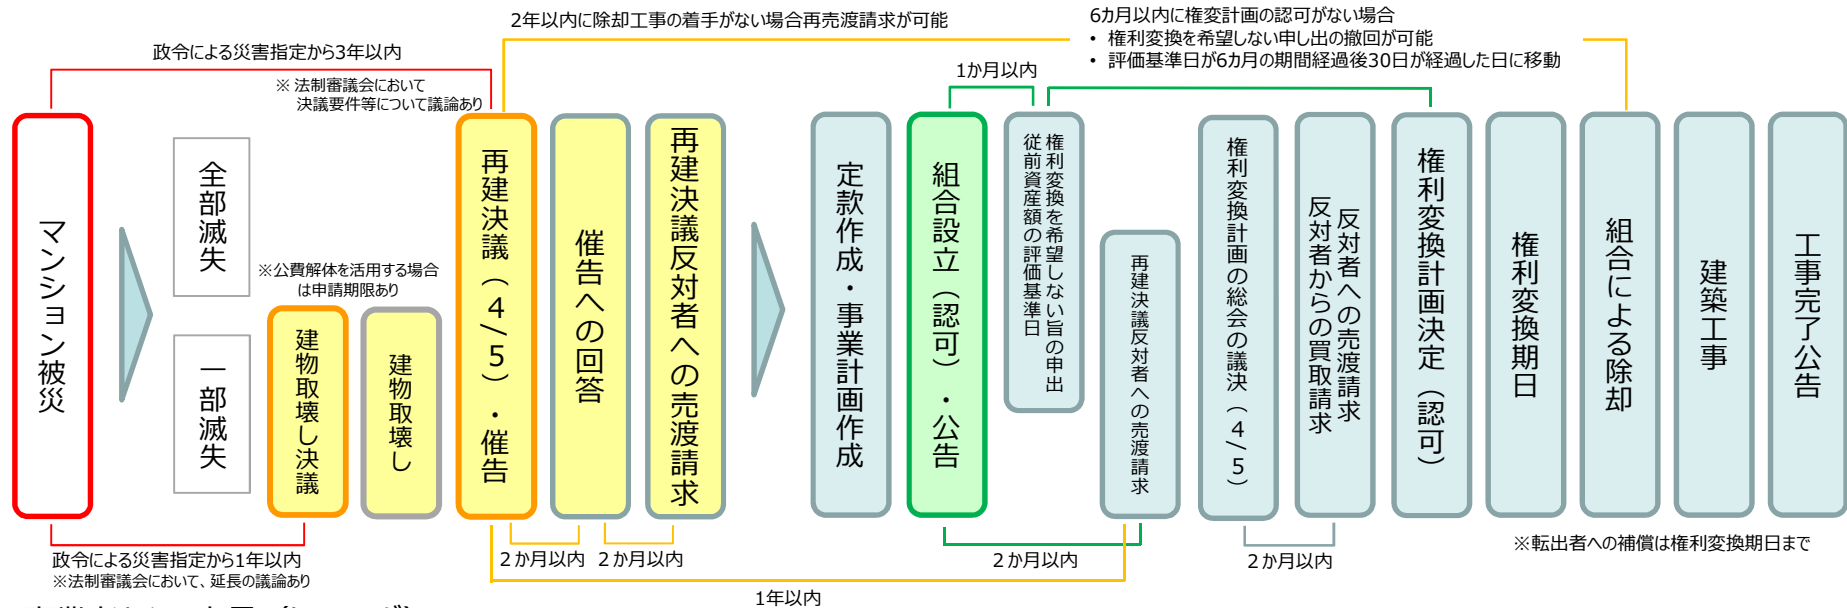 2年以内に除却工事の着手がない場合再売渡請求が可能
6カ月以内に権変計画の認可がない場合
• 権利変換を希望しない申し出の撤回が可能
• 評価基準日が6カ月の期間経過後30日が経過した日に移動
政令による災害指定から3年以内
※ 法制審議会において
決議要件等について議論あり
1か月以内
マンション被災
全部滅失
一部滅失
※公費解体を活用する場合
は申請期限あり
建物取壊し決議
建物取壊し
再建決議（4/5）・催告
催告への回答
再建決議反対者への売渡請求
定款作成・事業計画作成
組合設立（認可）・公告
権利変換を希望しない旨の申出
従前資産額の評価基準日
再建決議反対者への売渡請求
権利変換計画の総会の議決（4/5）
反対者への売渡請求
反対者からの買取請求
権利変換計画決定（認可）
権利変換期日
組合による除却
建築工事
工事完了公告
政令による災害指定から1年以内
※法制審議会において、延長の議論あり
2か月以内
2か月以内
2か月以内
2か月以内
1年以内
※転出者への補償は権利変換期日まで